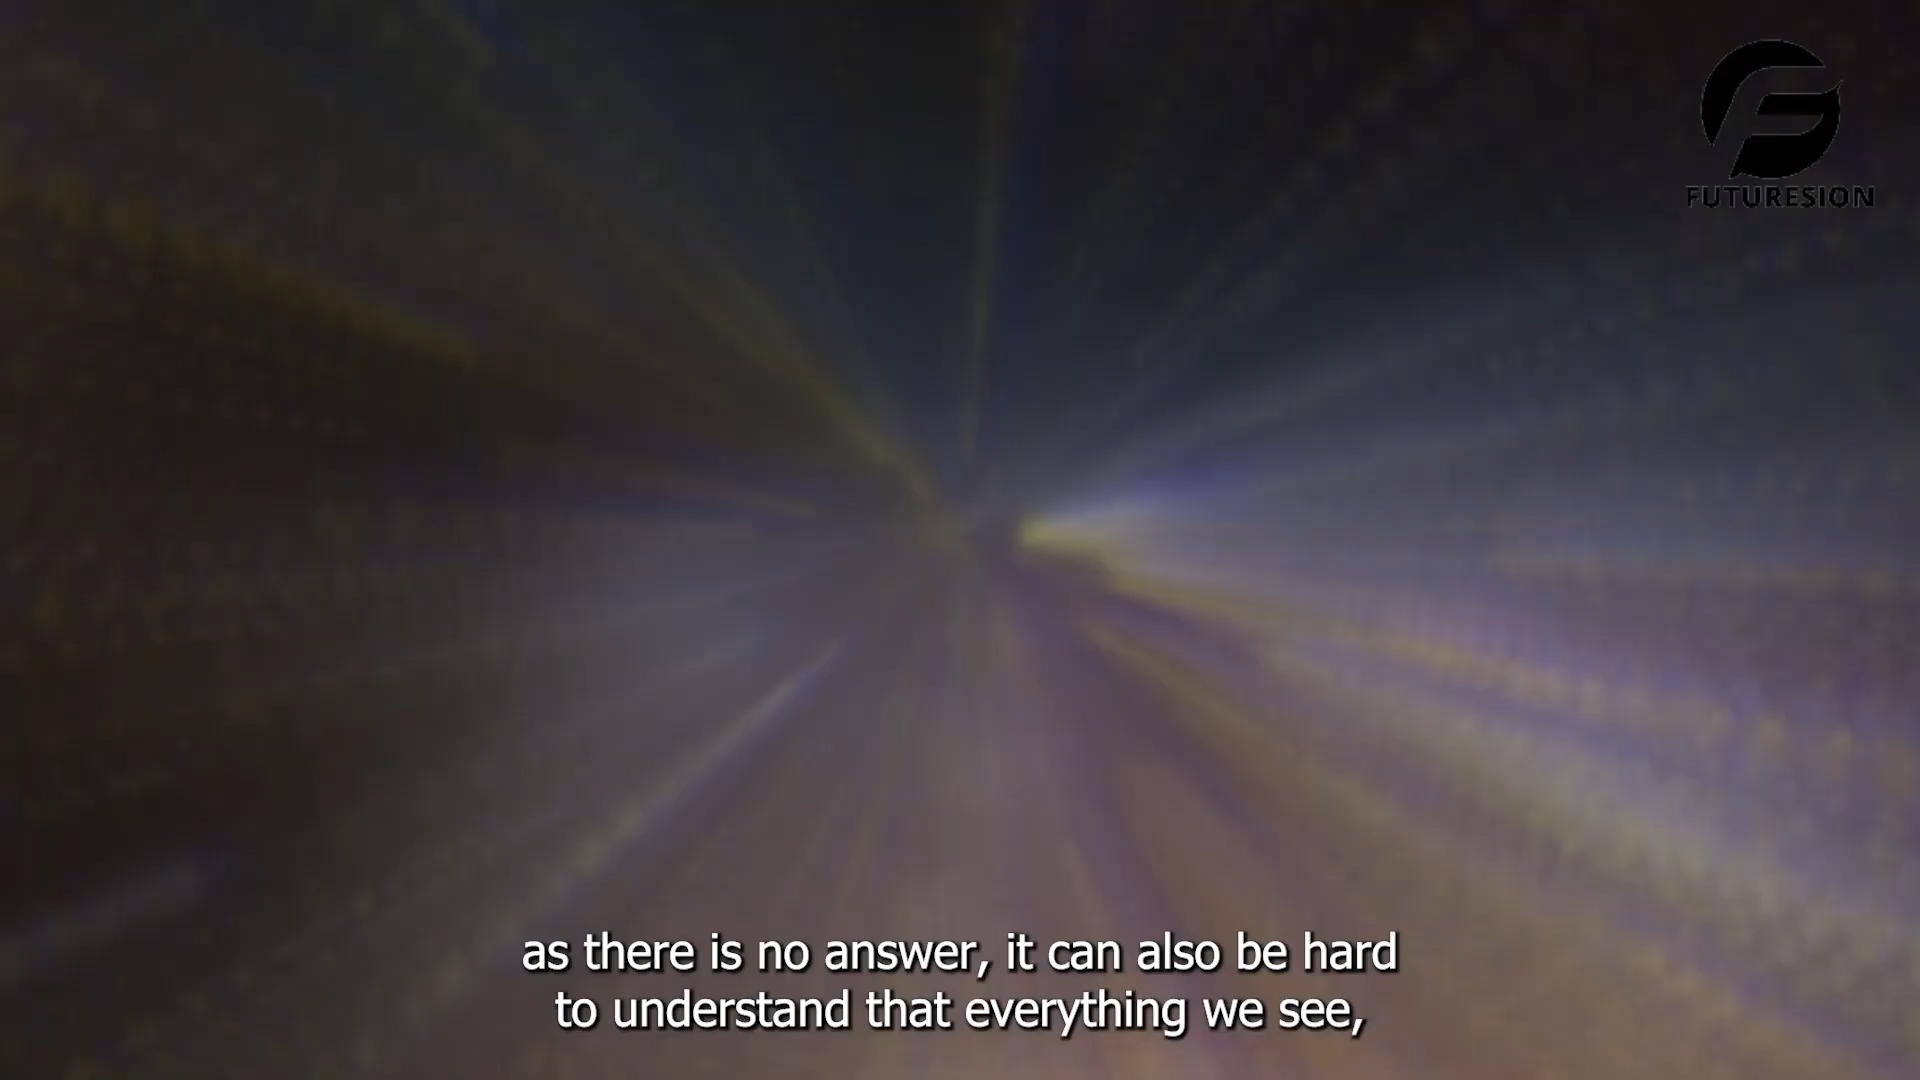 FUTURESION
as there is no answer, it can also be hard
to understand that everything we see,